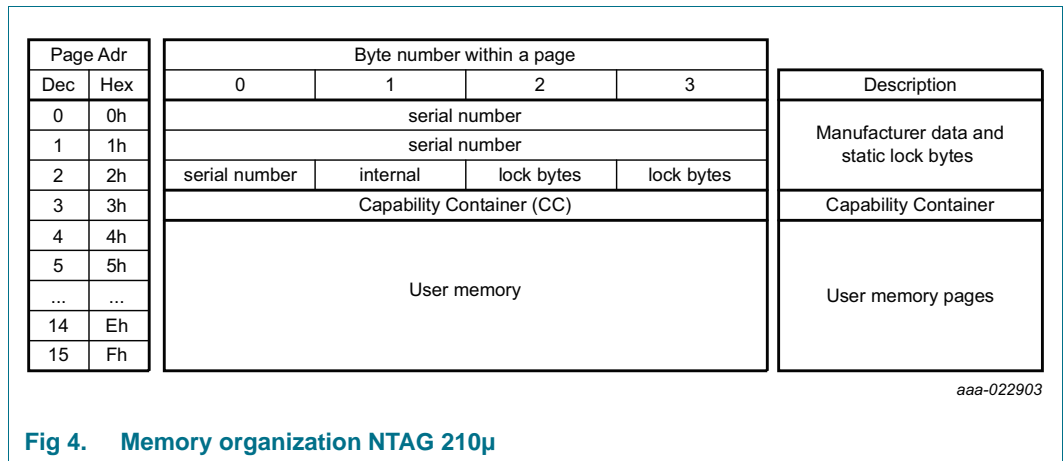 Page Adr Byte number within a page
Dec Hex 0 1 2 3 Description
0 0h serial number
Manufacturer data and
1 1h serial number
static lock bytes
2 2h serial number internal lock bytes lock bytes
3 3h Capability Container (CC) Capability Container
4 4h
5 5h
User memory User memory pages
... ...
14 Eh
15 Fh
aaa-022903
Fig 4. Memory organization NTAG 210μ